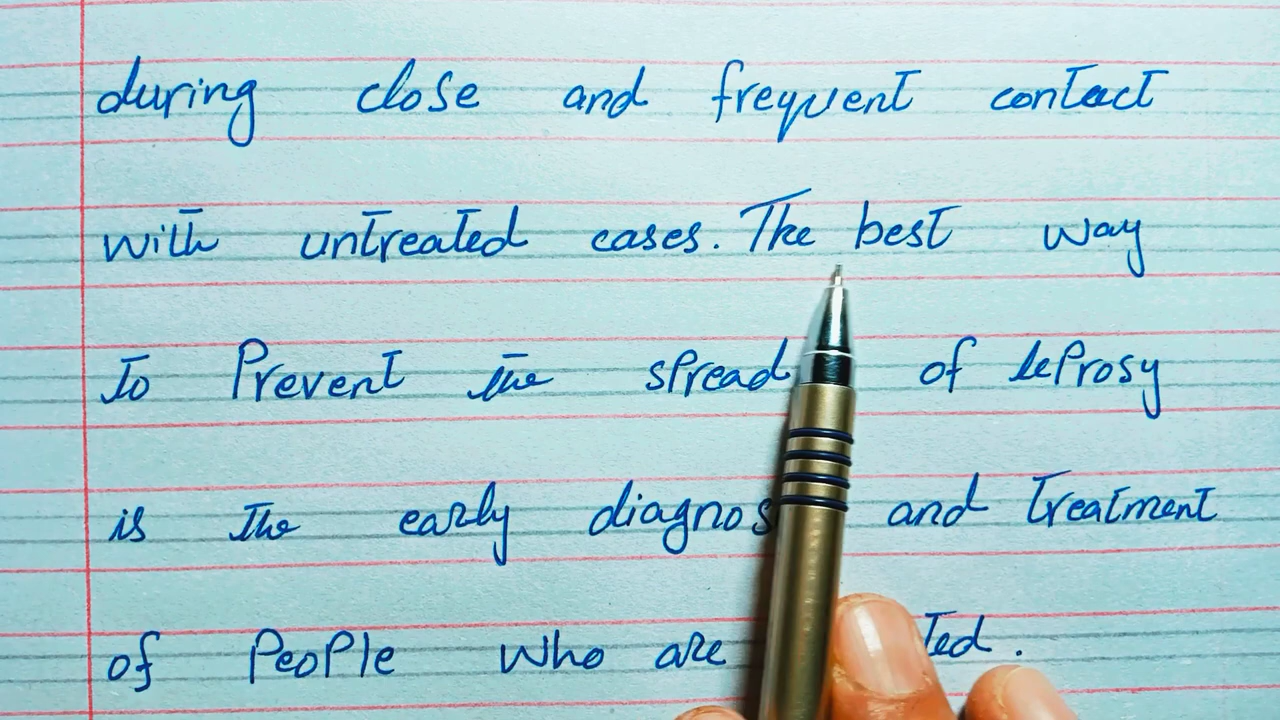 during close and frequent contact
with untreated cases. The best way
to Prevent the spread of leprosy
is the early and treatment
of People who are